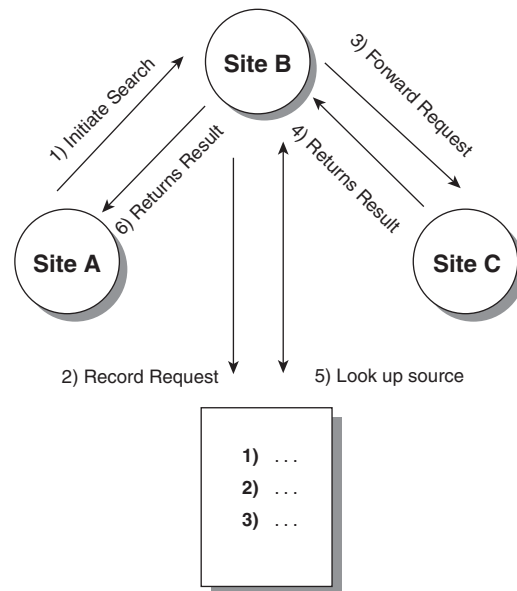 Site B
1) Initiate Search
3) Forward Request
6) Returns Result
4) Returns Result
Site A
Site C
2) Record Request
5) Look up source
1) ...
2) ...
3) ...